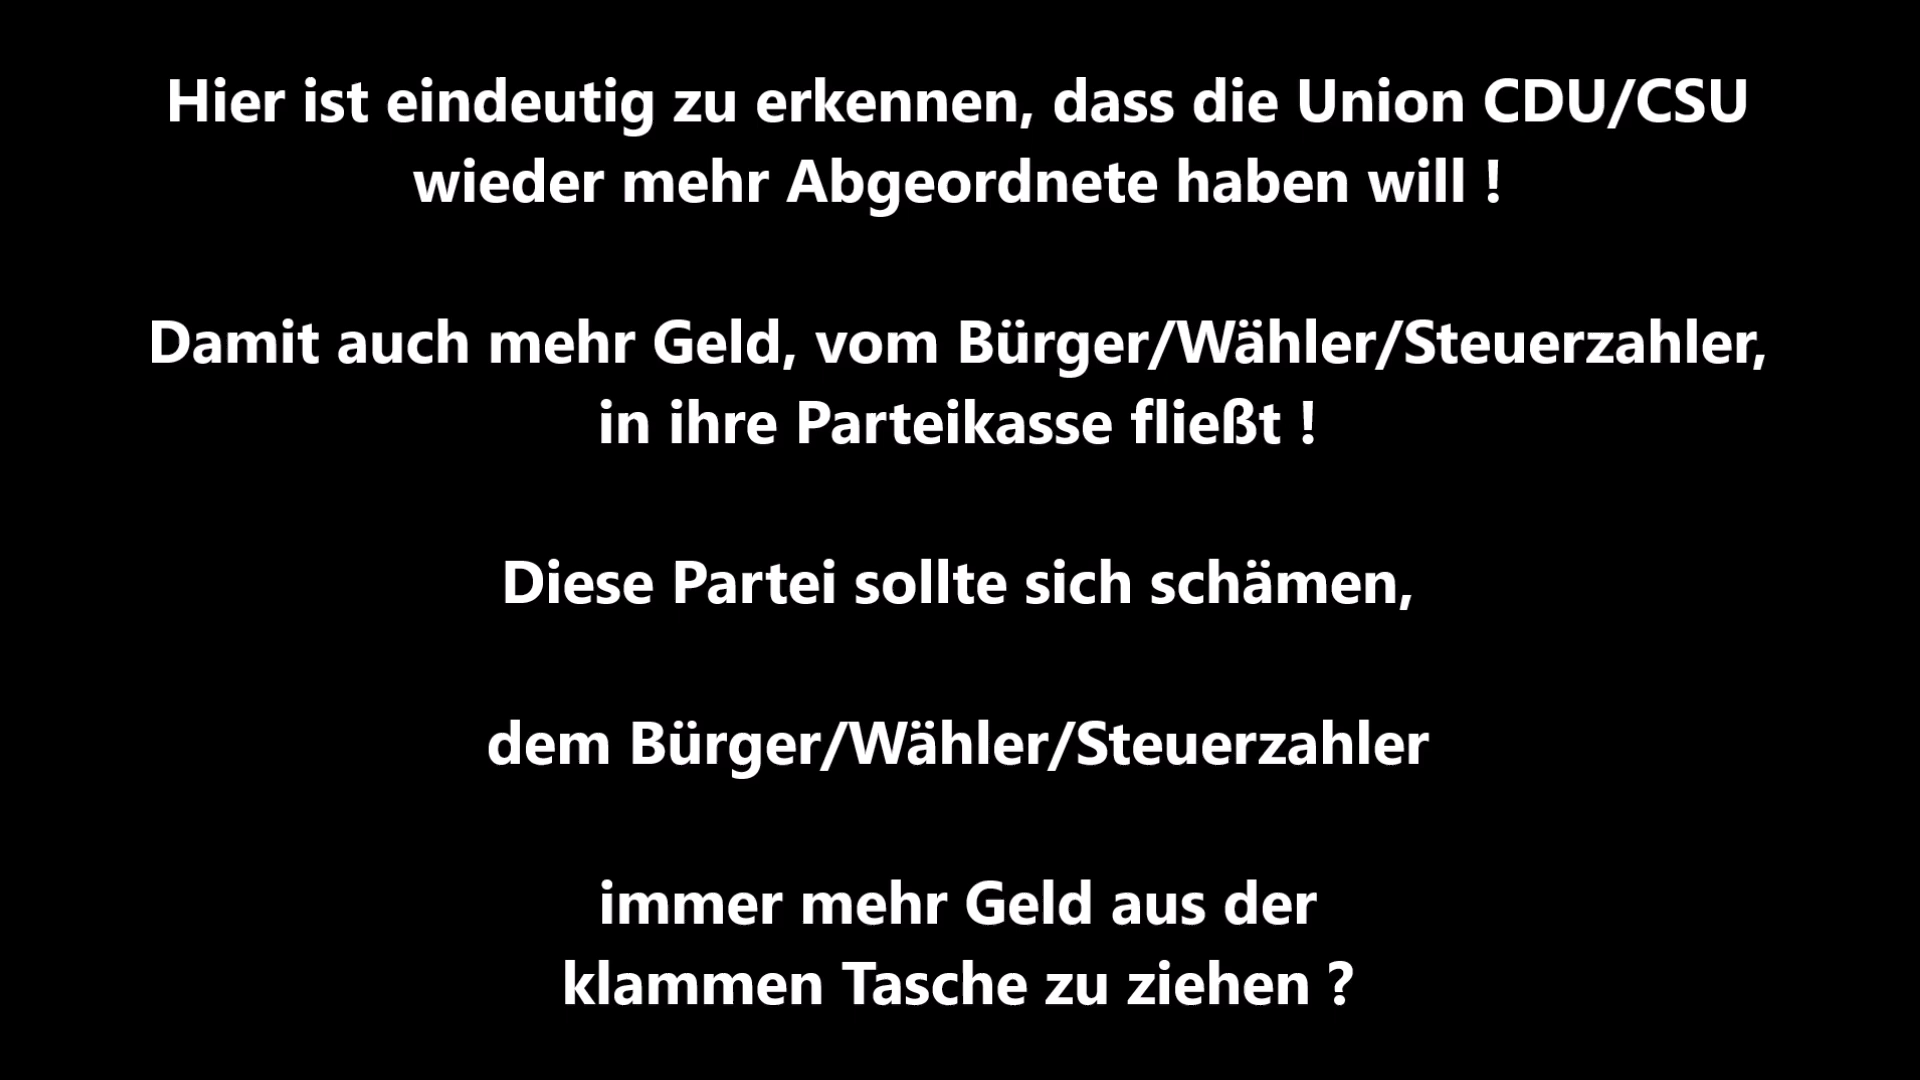 Hier ist eindeutig zu erkennen, dass die Union CDU/CSU
wieder mehr Abgeordnete haben will !
Damit auch mehr Geld, vom Bürger/Wähler/Steuerzahler,
in ihre Parteikasse fließt !
Diese Partei sollte sich schämen,
dem Bürger/Wähler/Steuerzahler
immer mehr Geld aus der
klammen Tasche zu ziehen ?